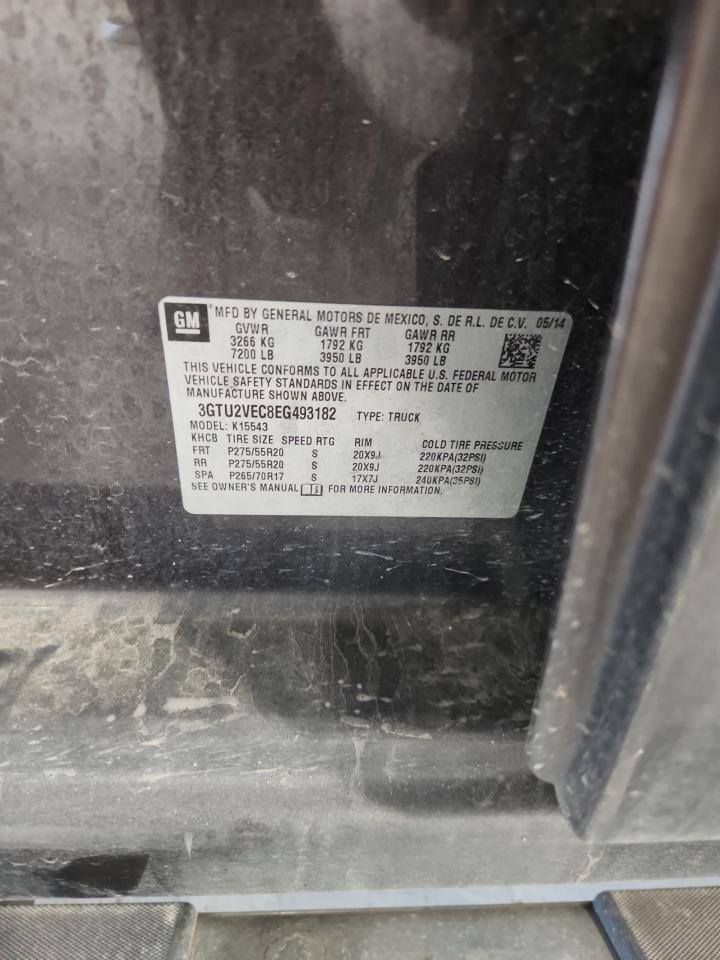 GM ® MFD BY GENERAL MOTORS DE MEXICO, S. DE R.L. DE C.V. 05/14
GVWR GAWR FRT GAWR RR
3266 KG 1792 KG 1792 KG
7200 LB 3950 LB 3950 LB
THIS VEHICLE CONFORMS TO ALL APPLICABLE U.S. FEDERAL MOTOR
VEHICLE SAFETY STANDARDS IN EFFECT ON THE DATE OF
MANUFACTURE SHOWN ABOVE.
3GTU2VEC8EG493182 TYPE: TRUCK
MODEL: K15543
KHCB TIRE SIZE SPEED RTG RIM COLD TIRE PRESSURE
FRT P275/55R20 S 20X9J 220KPA(32PSI)
RR P275/55R20 S 20X9J 220KPA(32PSI)
SPA P265/70R17 S 17X7J 240KPA(35PSI)
SEE OWNER'S MANUAL FOR MORE INFORMATION.